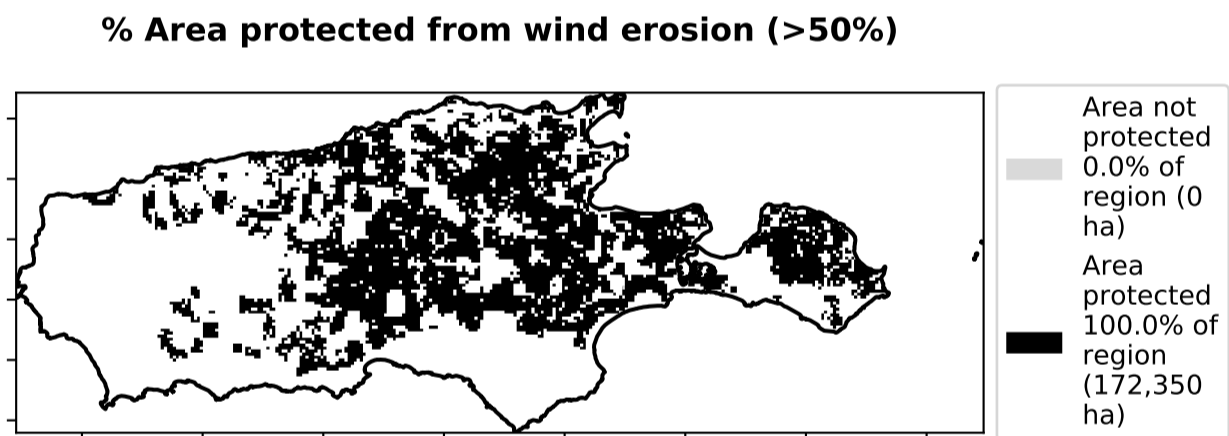 % Area protected from wind erosion (>50%)
Area not
protected
0.0% of
region (0
ha)
Area
protected
100.0% of
region
(172,350
ha)